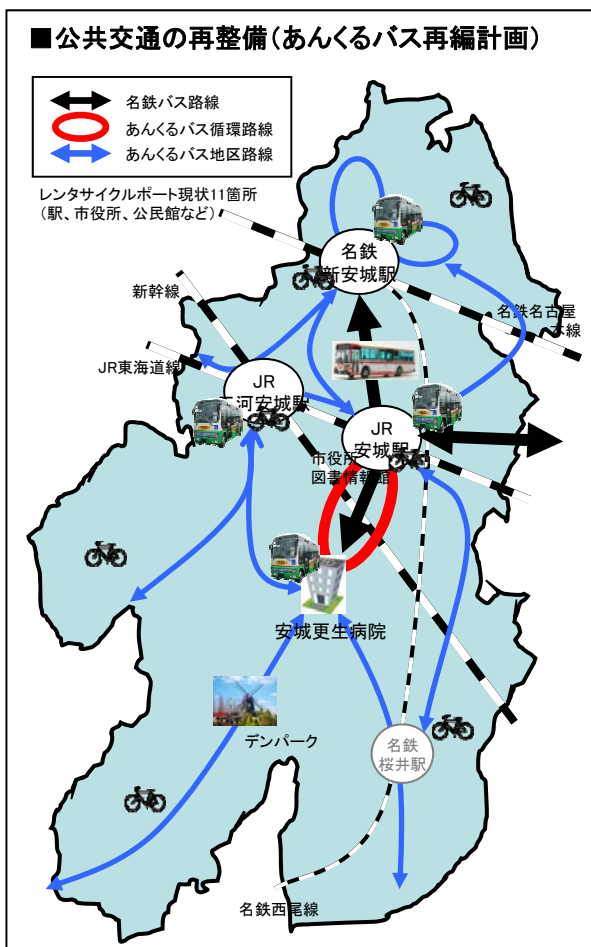 ■公共交通の再整備(あんくるバス再編計画)
名鉄バス路線
あんくるバス循環路線
あんくるバス地区路線
レンタサイクルポート現状11箇所
(駅、市役所、公民館など)
名鉄
新安城駅
新幹線
名鉄名古屋
本線
JR東海道線
JR
三河安城駅
JR
安城駅
市役所
図書情報館
安城更生病院
デンパーク
名鉄
桜井駅
名鉄西尾線